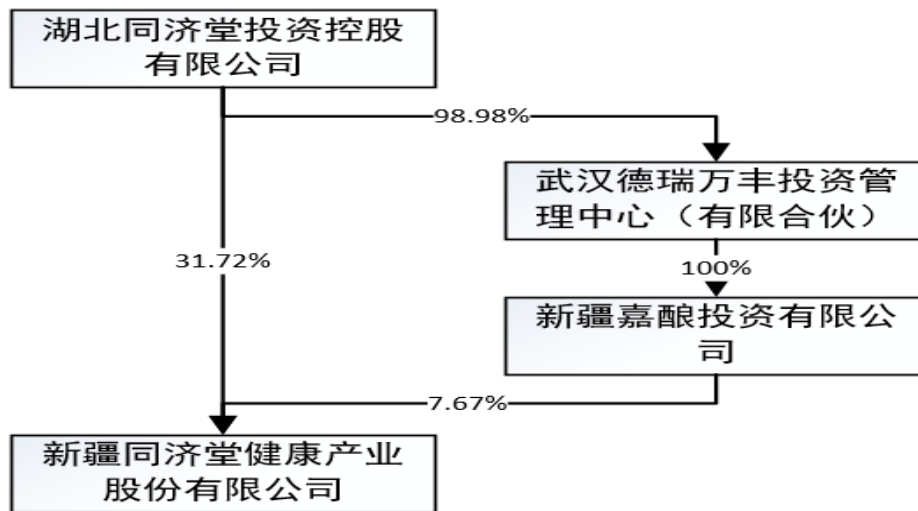 湖北同济堂投资控股
有限公司
98.98%
武汉德瑞万丰投资管
理中心（有限合伙）
31.72%
100%
新疆嘉酿投资有限公
司
7.67%
新疆同济堂健康产业
股份有限公司